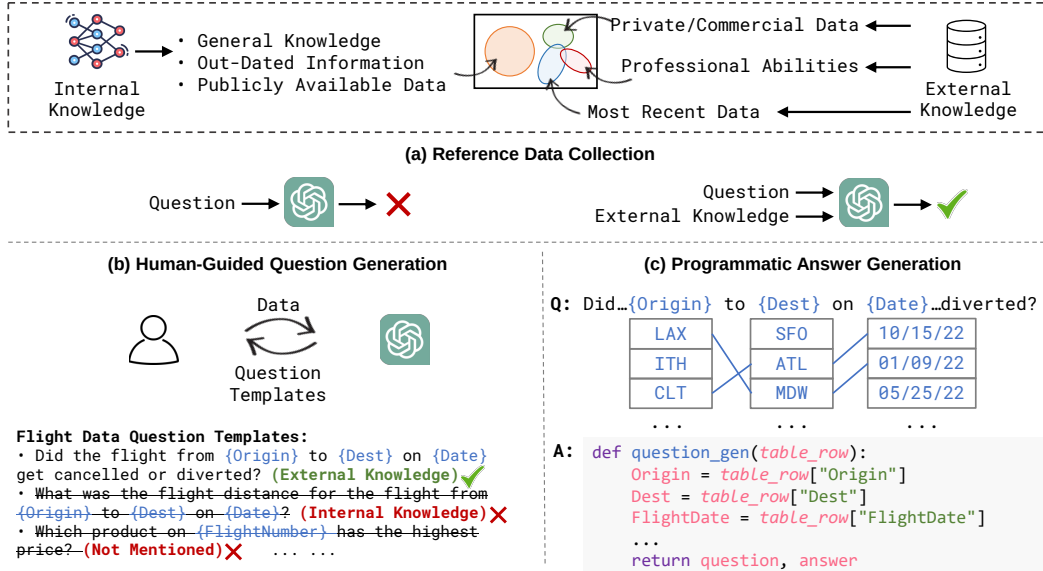 Internal
Knowledge
• General Knowledge
• Out-Dated Information
• Publicly Available Data
Private/Commercial Data
Professional Abilities
Most Recent Data
External
Knowledge
(a) Reference Data Collection
Question
Question
External Knowledge
(b) Human-Guided Question Generation
Data
Question
Templates
Flight Data Question Templates:
• Did the flight from {Origin} to {Dest} on {Date}
get cancelled or diverted? (External Knowledge)
• What was the flight distance for the flight from
{Origin} to {Dest} on {Date}? (Internal Knowledge)
• Which product on {FlightNumber} has the highest
price? (Not Mentioned) ... ...
(c) Programmatic Answer Generation
Q: Did…{Origin} to {Dest} on {Date}…diverted?
LAX SFO 10/15/22
ITH ATL 01/09/22
CLT MDW 05/25/22
... ... ...
A: def question_gen(table_row):
Origin = table_row["Origin"]
Dest = table_row["Dest"]
FlightDate = table_row["FlightDate"]
...
return question, answer